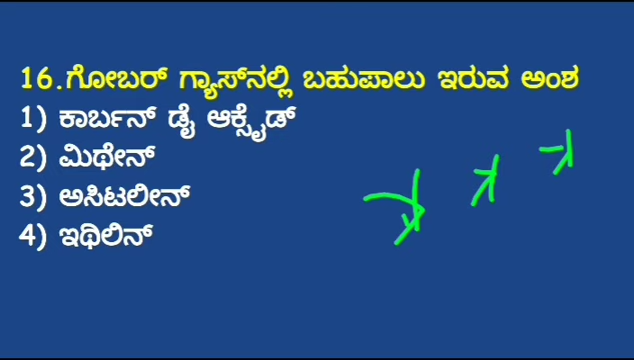 16.ಗೋಬರ್ ಗ್ಯಾಸ್‌ನಲ್ಲಿ ಬಹುಪಾಲು ಇರುವ ಅಂಶ
1) ಕಾರ್ಬನ್ ಡೈ ಆಕ್ಸೈಡ್
2) ಮಿಥೇನ್
3) ಅಸಿಟಲೀನ್
4) ಇಥಿಲಿನ್